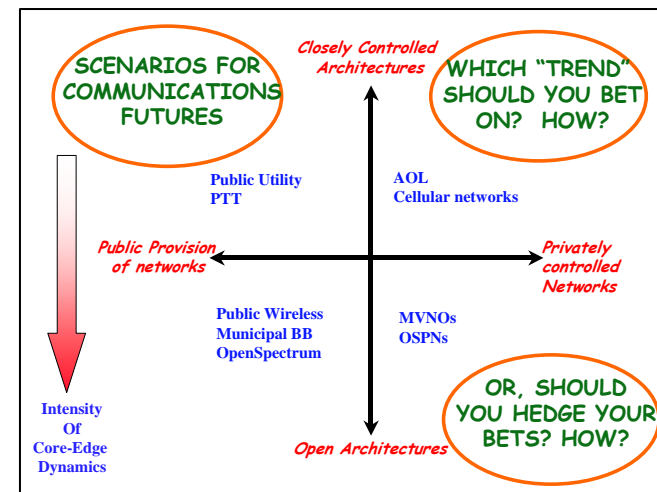 SCENARIOS FOR
COMMUNICATIONS
FUTURES
Closely Controlled
Architectures
WHICH “TREND”
SHOULD YOU BET
ON? HOW?
Public Utility
PTT
AOL
Cellular networks
Public Provision
of networks
Privately
controlled
Networks
Public Wireless
Municipal BB
OpenSpectrum
MVNOs
OSPNs
Intensity
Of
Core-Edge
Dynamics
Open Architectures
OR, SHOULD
YOU HEDGE YOUR
BETS? HOW?